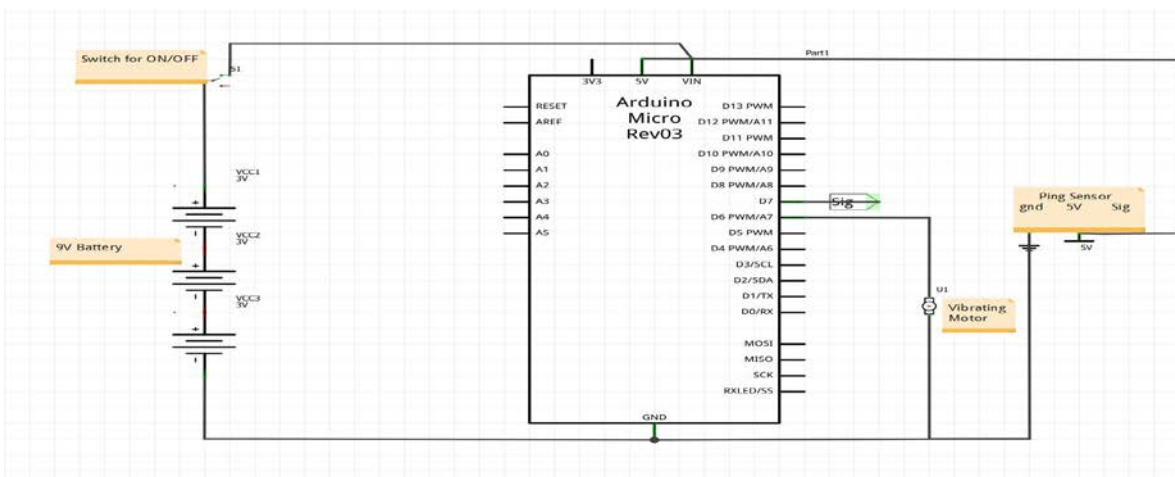 Switch for ON/OFF
S1
Part1
3V3 5V VIN
Arduino
Micro
Rev03
RESET
AREF
A0
A1
A2
A3
A4
A5
D13 PWM
D12 PWM/A11
D11 PWM
D10 PWM/A10
D9 PWM/A9
D8 PWM/A8
D7
D6 PWM/A7
D5 PWM
D4 PWM/A6
D3/SCL
D2/SDA
D1/TX
D0/RX
MOSI
MISO
SCK
RXLED/SS
GND
Sig
VCC1
3V
VCC2
3V
VCC3
3V
9V Battery
Ping Sensor
gnd 5V Sig
5V
U1
Vibrating
Motor